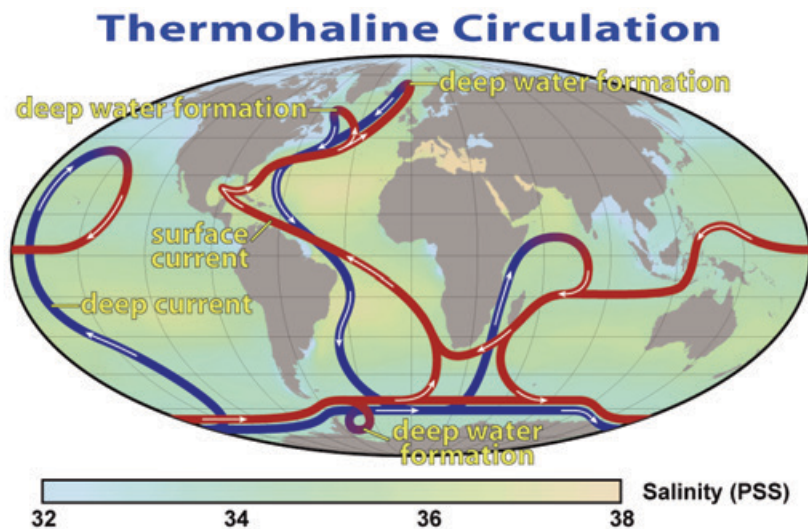 Thermohaline Circulation
deep water formation
deep water formation
surface
current
deep current
deep water
formation
Salinity (PSS)
32 34 36 38